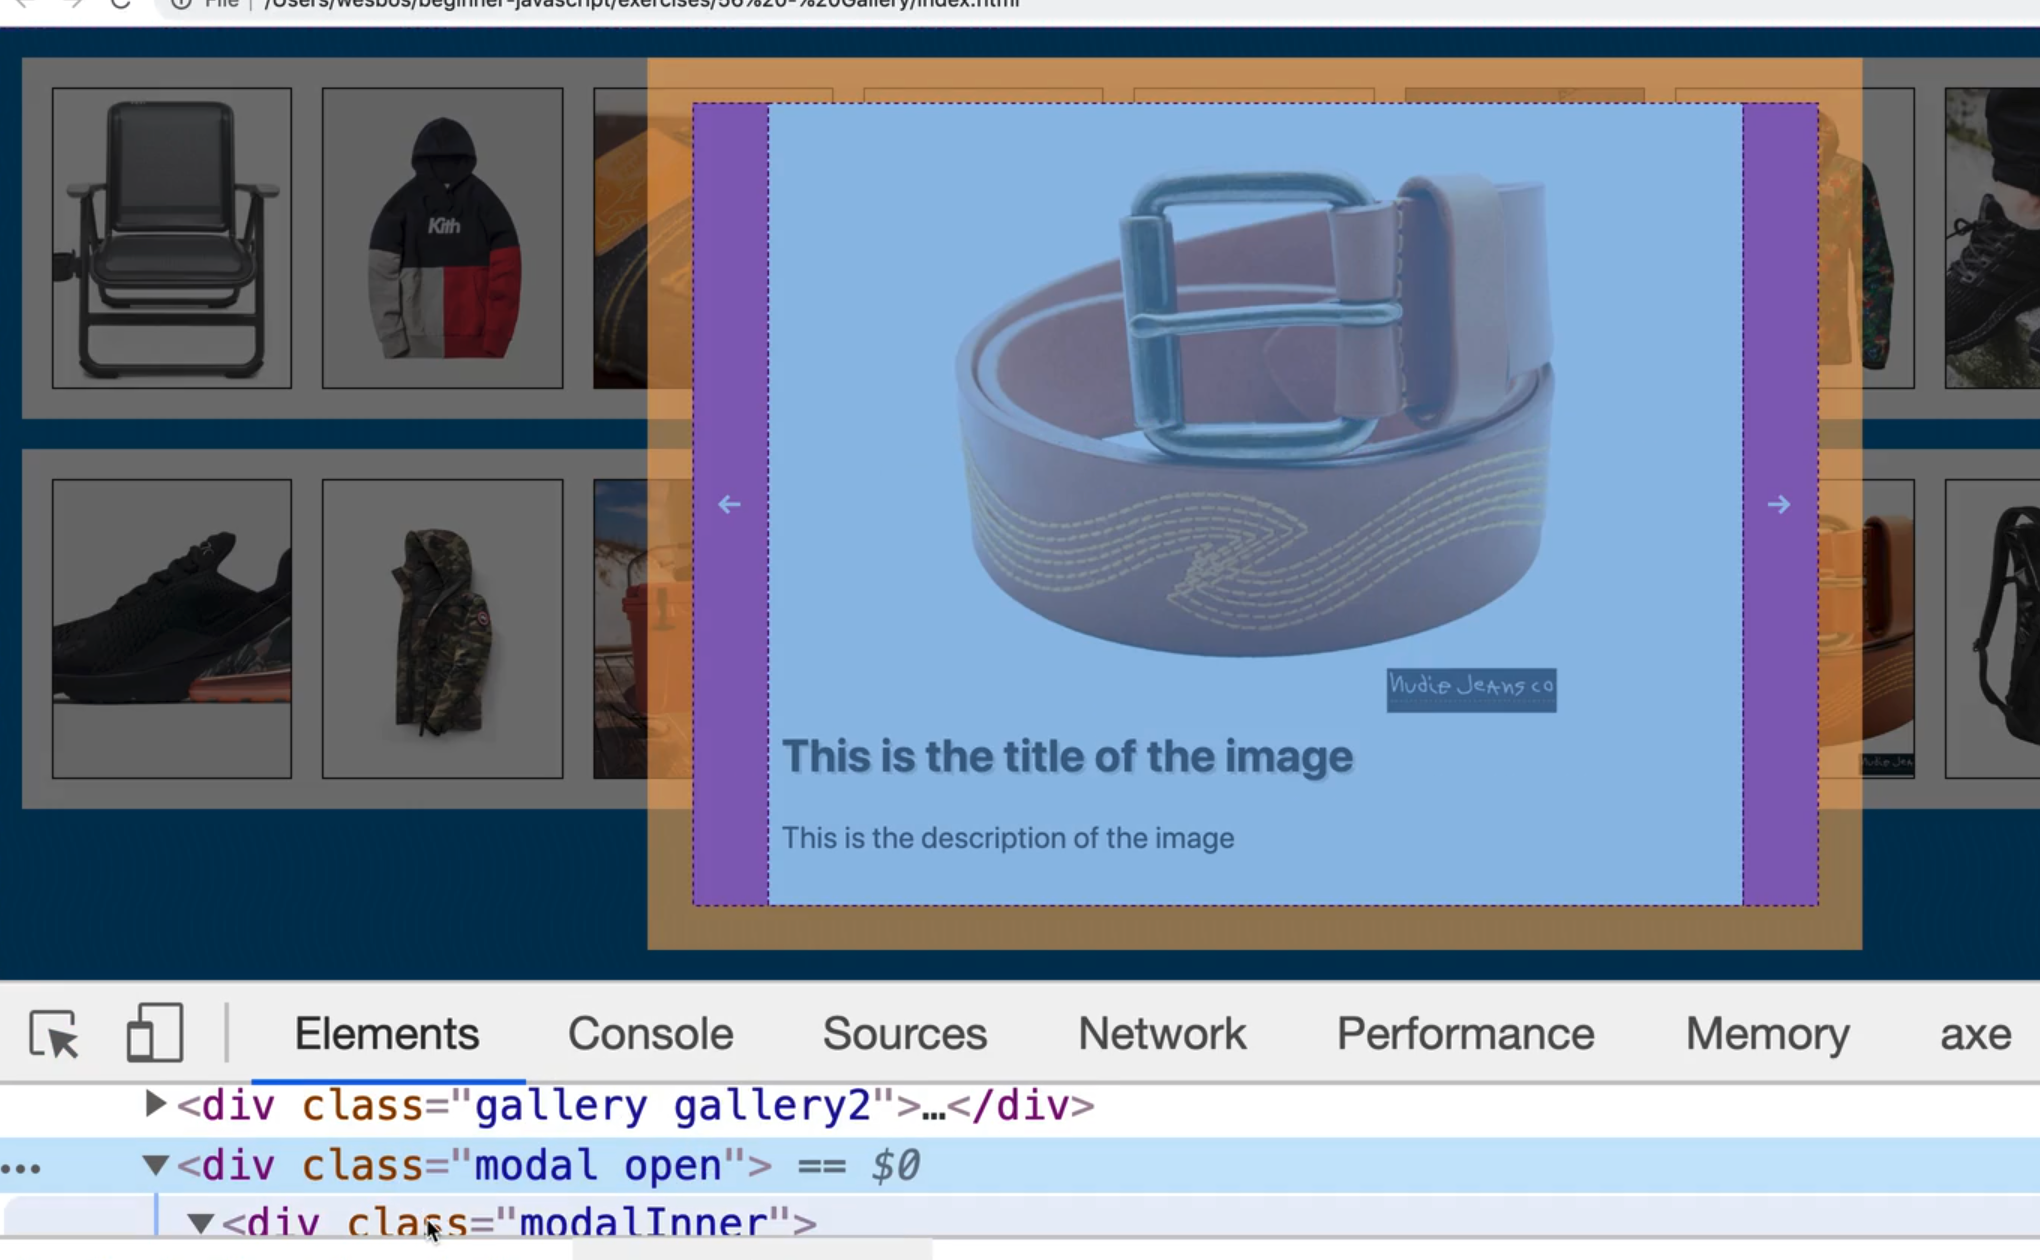 File | /Users/wesbos/beginner-javascript/exercises/56%20-%20Gallery/index.html
Kith
←
→
Nudie Jeans co
This is the title of the image
This is the description of the image
Elements Console Sources Network Performance Memory axe
▶<div class="gallery gallery2">…</div>
... ▼<div class="modal open"> == $0
▼<div class="modalInner">